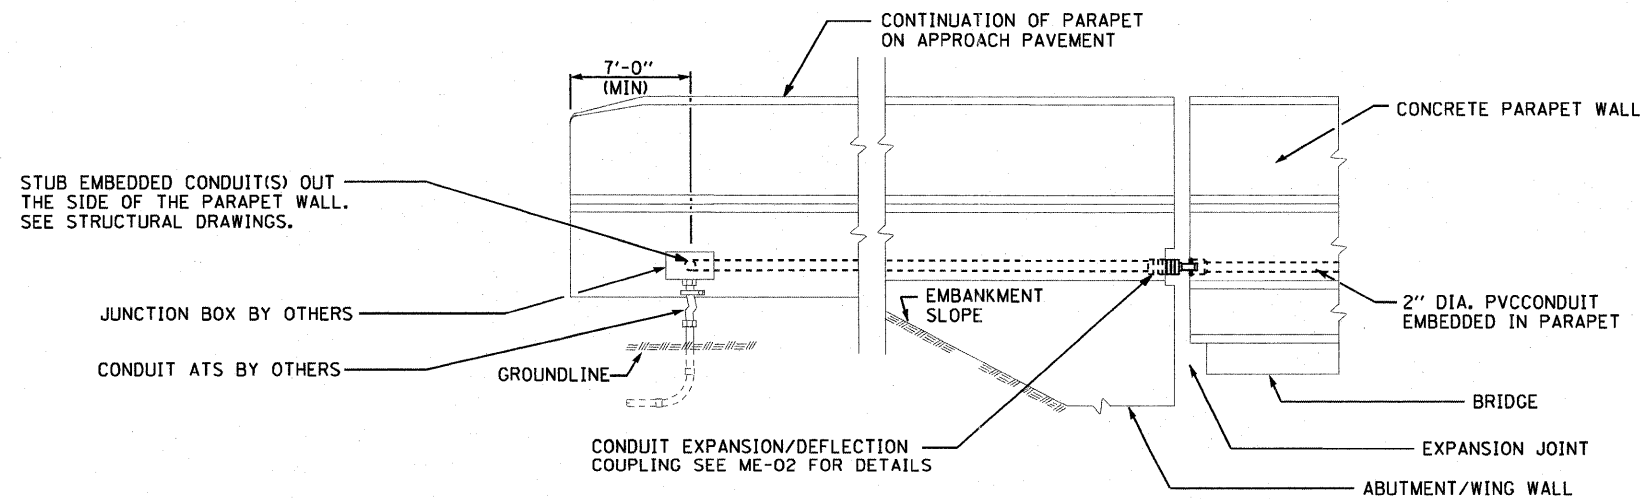 CONTINUATION OF PARAPET
ON APPROACH PAVEMENT
7'-0"
(MIN)
CONCRETE PARAPET WALL
STUB EMBEDDED CONDUIT(S) OUT
THE SIDE OF THE PARAPET WALL.
SEE STRUCTURAL DRAWINGS.
JUNCTION BOX BY OTHERS
EMBANKMENT
SLOPE
2" DIA. PVCCONDUIT
EMBEDDED IN PARAPET
CONDUIT ATS BY OTHERS
GROUNDLINE
BRIDGE
CONDUIT EXPANSION/DEFLECTION
COUPLING SEE ME-02 FOR DETAILS
EXPANSION JOINT
ABUTMENT/WING WALL